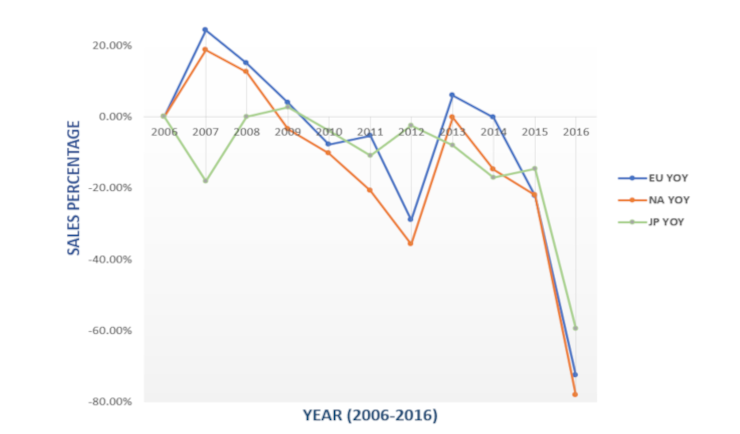 20.00%
0.00%
2006 2007 2008 2009 2010 2011 2012 2013 2014 2015 2016
-20.00%
-40.00%
-60.00%
-80.00%
SALES PERCENTAGE
YEAR (2006-2016)
EU YOY
NA YOY
JP YOY